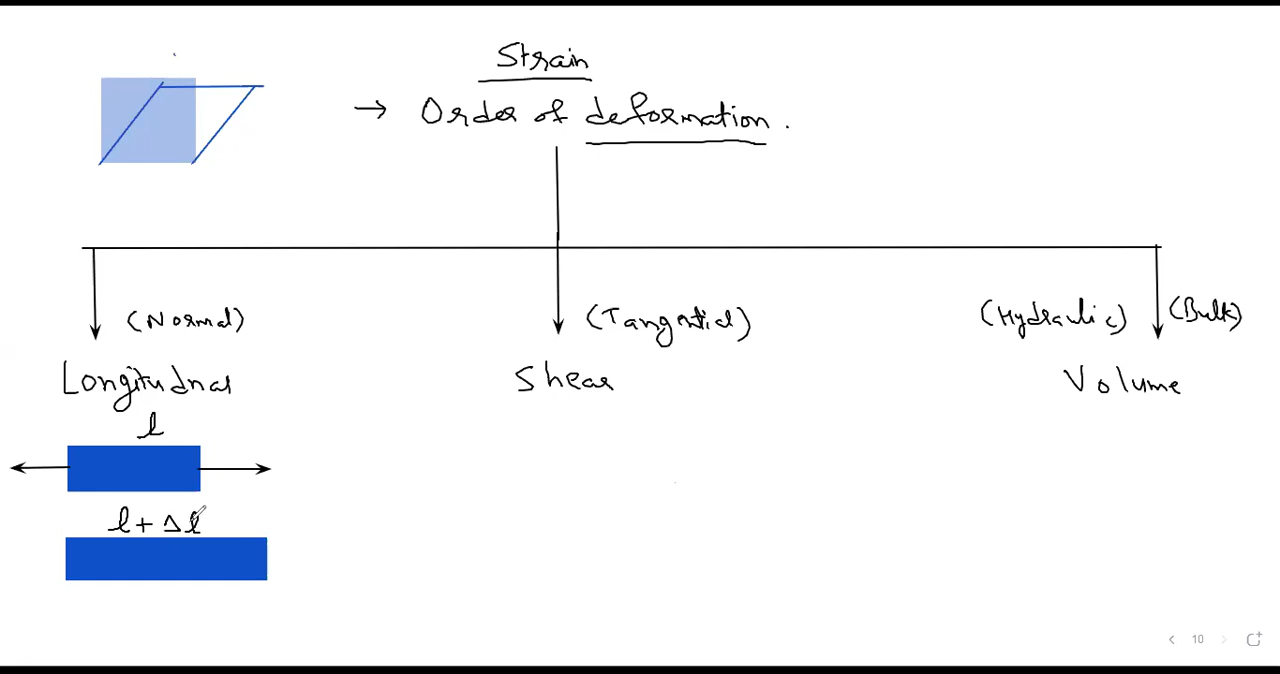 Strain
→ Order of deformation.
(Normal) (Tangential) (Hydraulic) (Bulk)
Longitudnal Shear Volume
l
l + Δl
10